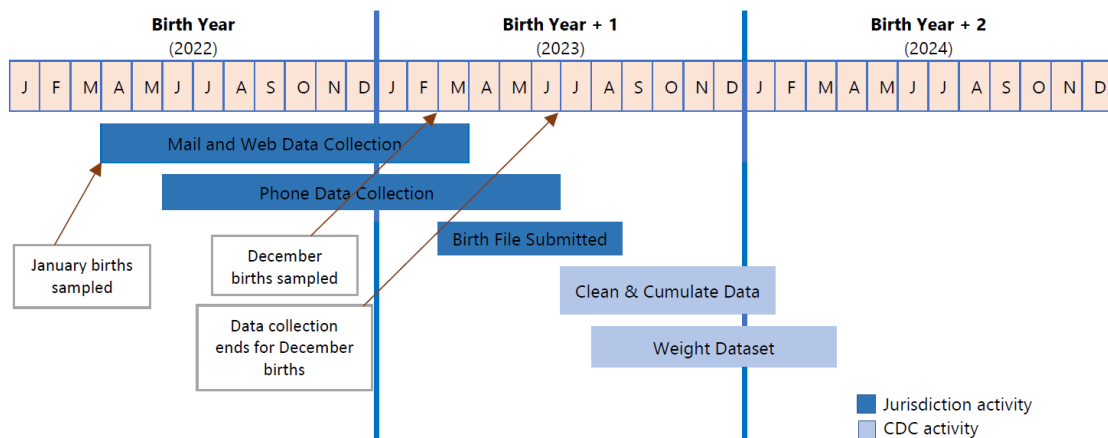 Birth Year
(2022)
Birth Year + 1
(2023)
Birth Year + 2
(2024)
J F M A M J J A S O N D J F M A M J J A S O N D J F M A M J J A S O N D
Mail and Web Data Collection
Phone Data Collection
Birth File Submitted
January births
sampled
December
births sampled
Data collection
ends for December
births
Clean & Cumulate Data
Weight Dataset
Jurisdiction activity
CDC activity